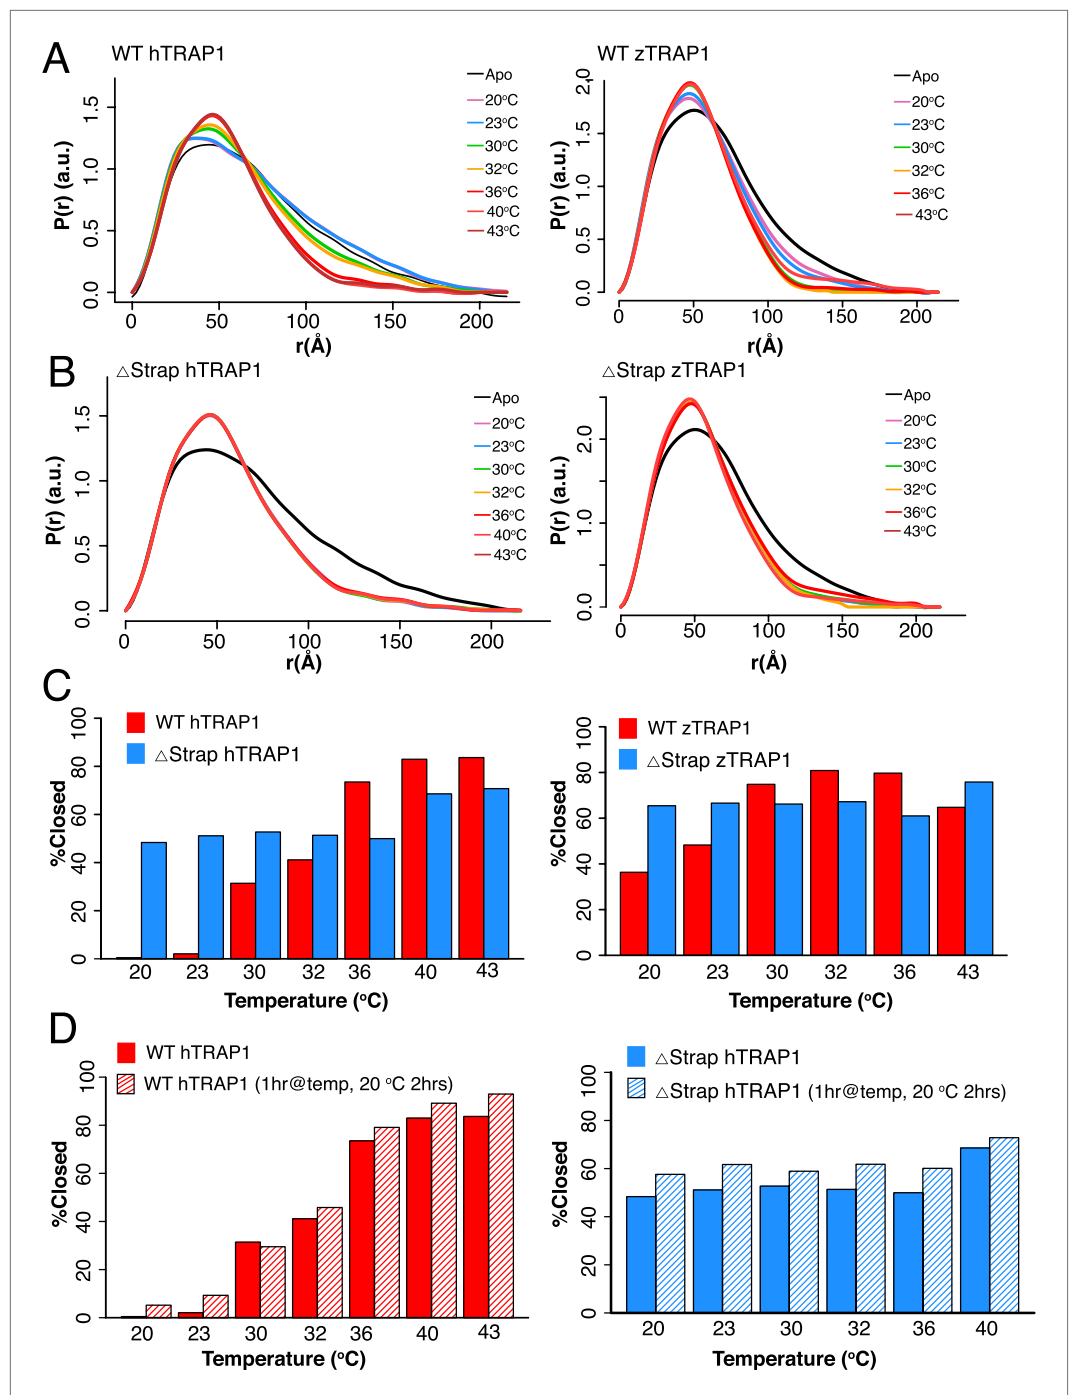 A
WT hTRAP1
P(r) (a.u.)
0.0 0.5 1.0 1.5
0 50 100 150 200
r(Å)
Apo
20°C
23°C
30°C
32°C
36°C
40°C
43°C
WT zTRAP1
P(r) (a.u.)
0.0 0.5 1.0 1.5 2.0
0 50 100 150 200
r(Å)
Apo
20°C
23°C
30°C
32°C
36°C
43°C
B
△Strap hTRAP1
P(r) (a.u.)
0.0 0.5 1.0 1.5
0 50 100 150 200
r(Å)
Apo
20°C
23°C
30°C
32°C
36°C
40°C
43°C
△Strap zTRAP1
P(r) (a.u.)
0.0 1.0 2.0
0 50 100 150 200
r(Å)
Apo
20°C
23°C
30°C
32°C
36°C
43°C
C
WT hTRAP1
△Strap hTRAP1
%Closed
0 20 40 60 80 100
20 23 30 32 36 40 43
Temperature (°C)
WT zTRAP1
△Strap zTRAP1
%Closed
0 20 40 60 80 100
20 23 30 32 36 43
Temperature (°C)
D
WT hTRAP1
WT hTRAP1 (1hr@temp, 20 °C 2hrs)
%Closed
0 20 40 60 80 100
20 23 30 32 36 40 43
Temperature (°C)
△Strap hTRAP1
△Strap hTRAP1 (1hr@temp, 20 °C 2hrs)
%Closed
0 20 40 60 80 100
20 23 30 32 36 40
Temperature (°C)